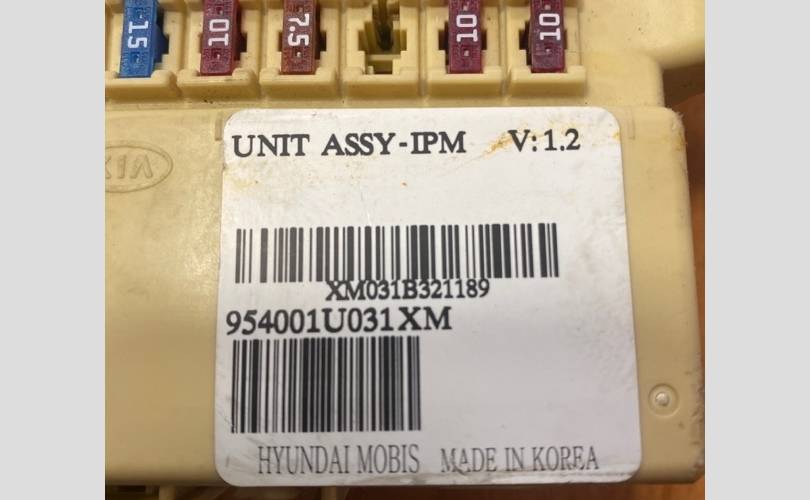 15 10 7.5 10 10
UNIT ASSY-IPM V: 1.2
KIA
XM031B321189
954001U031XM
HYUNDAI MOBIS MADE IN KOREA